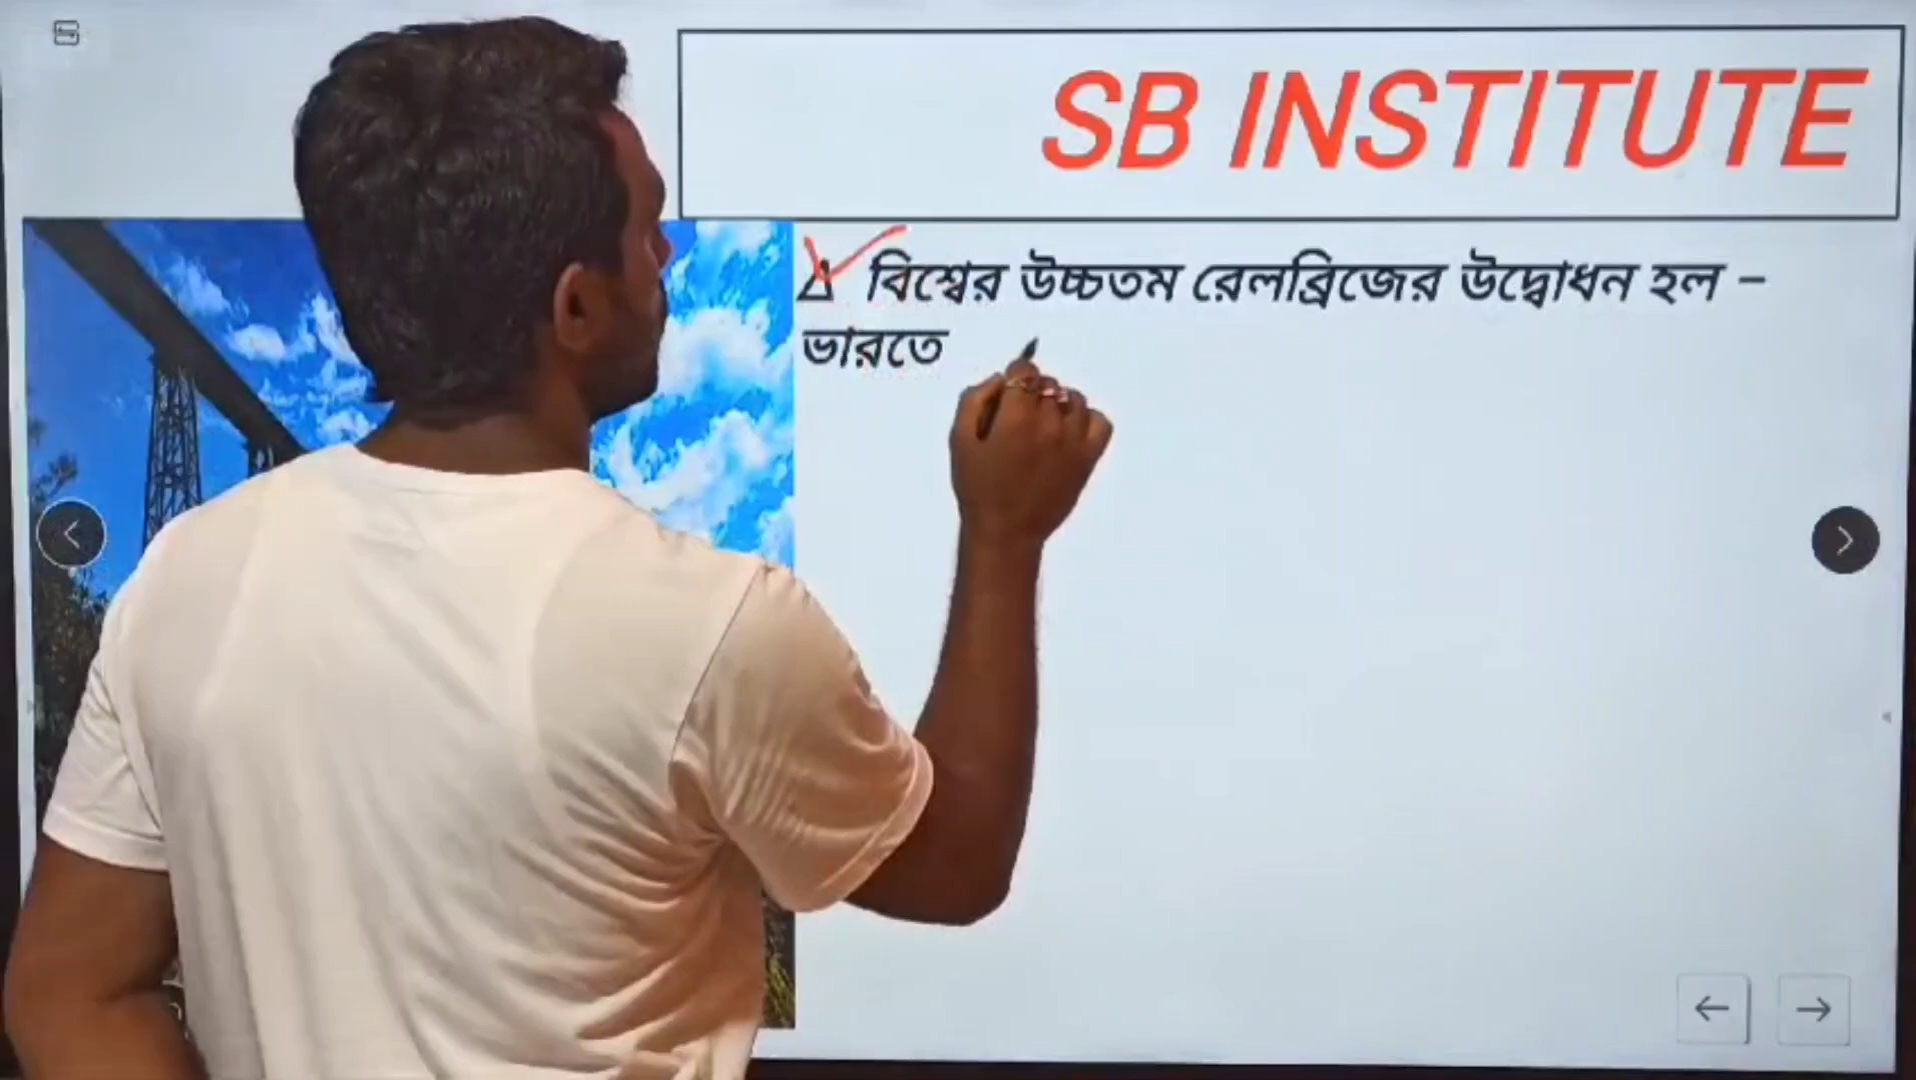 SB INSTITUTE
∆ বিশ্বের উচ্চতম রেলব্রিজের উদ্বোধন হল –
ভারতে